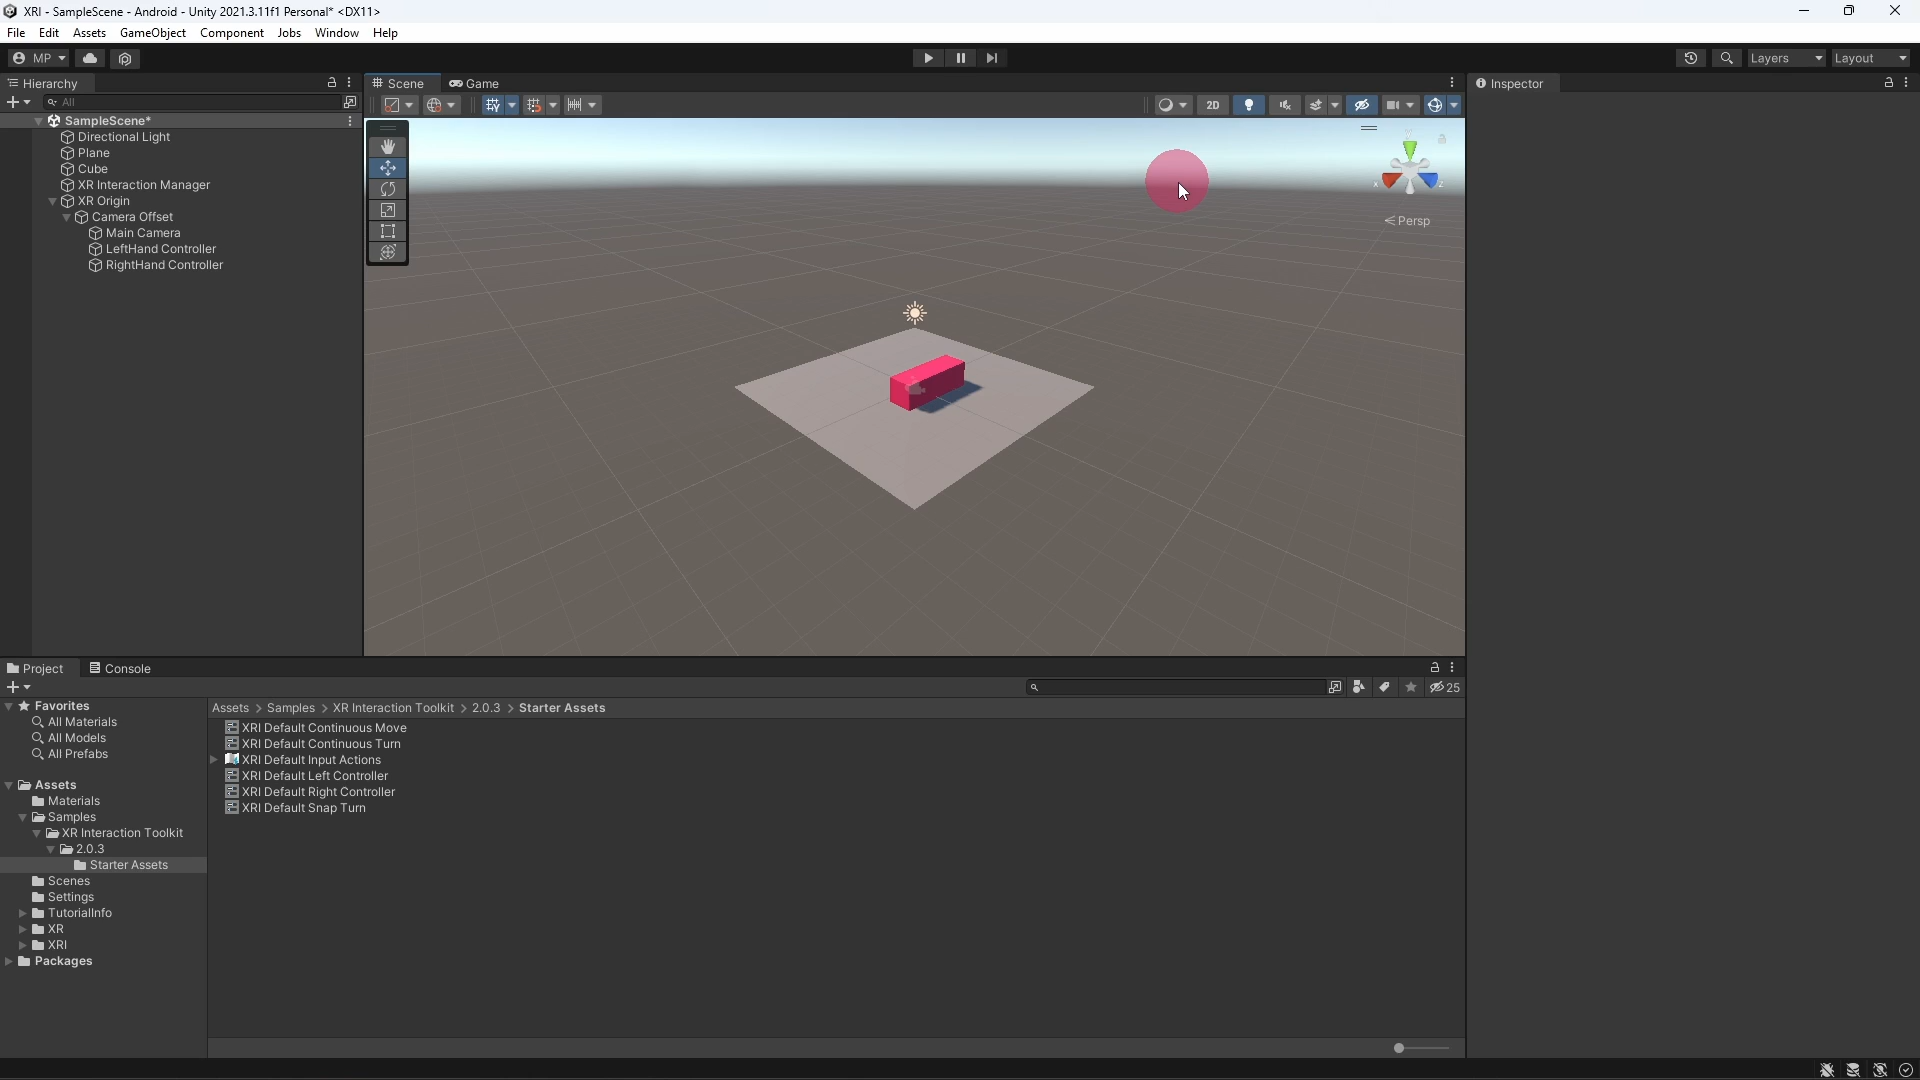 XRI - SampleScene - Android - Unity 2021.3.11f1 Personal* <DX11>
File Edit Assets GameObject Component Jobs Window Help
MP Layers Layout
Hierarchy
Scene Game
Inspector
All
2D
SampleScene*
Directional Light
Plane
Cube
XR Interaction Manager
XR Origin
Camera Offset
Main Camera
LeftHand Controller
RightHand Controller
x z
Persp
Project Console
25
Favorites
All Materials
All Models
All Prefabs
Assets
Materials
Samples
XR Interaction Toolkit
2.0.3
Starter Assets
Scenes
Settings
TutorialInfo
XR
XRI
Packages
Assets > Samples > XR Interaction Toolkit > 2.0.3 > Starter Assets
XRI Default Continuous Move
XRI Default Continuous Turn
XRI Default Input Actions
XRI Default Left Controller
XRI Default Right Controller
XRI Default Snap Turn